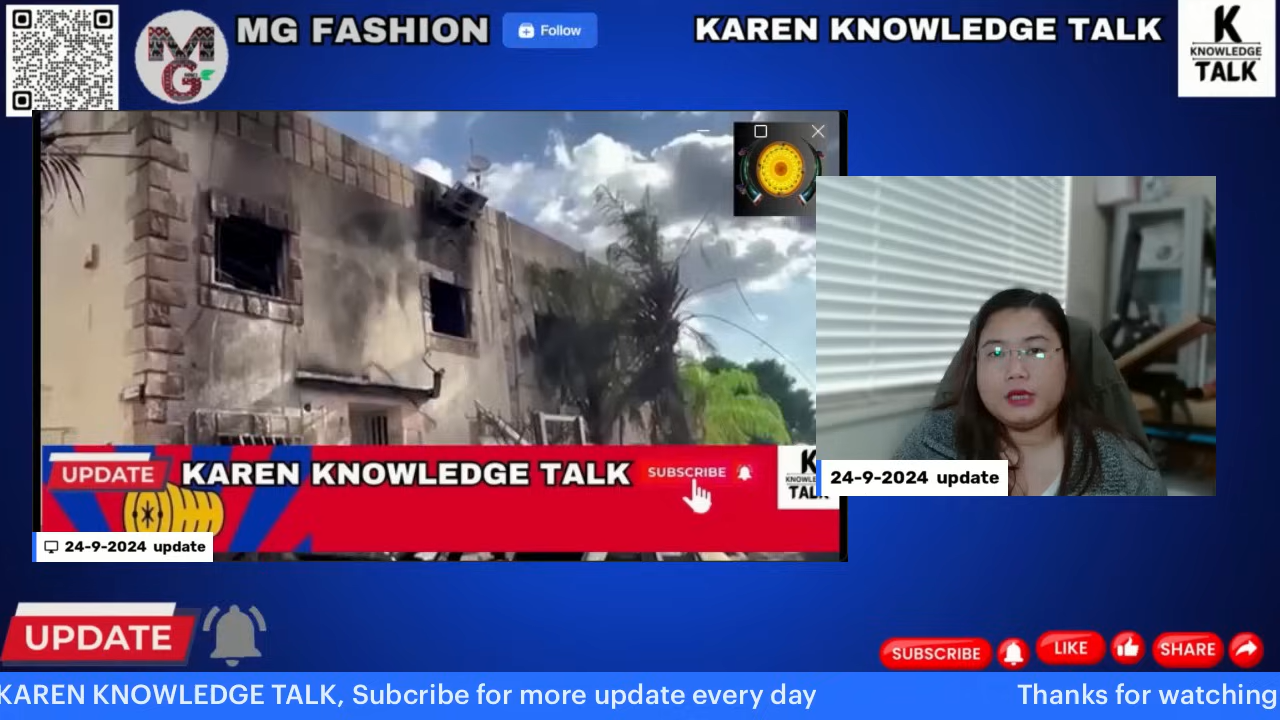 MG FASHION
Follow
KAREN KNOWLEDGE TALK
K
KNOWLEDGE
TALK
MG
UPDATE
KAREN KNOWLEDGE TALK
SUBSCRIBE
24-9-2024 update
24-9-2024 update
UPDATE
SUBSCRIBE
LIKE
SHARE
KAREN KNOWLEDGE TALK, Subcribe for more update every day
Thanks for watching